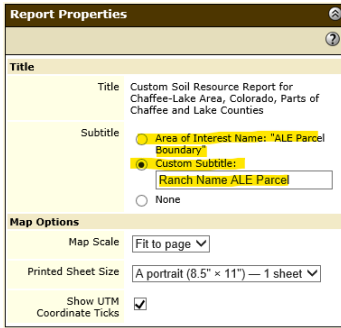 Report Properties
Title
Title Custom Soil Resource Report for
Chaffee-Lake Area, Colorado, Parts of
Chaffee and Lake Counties
Subtitle Area of Interest Name: "ALE Parcel
Boundary"
Custom Subtitle:
Ranch Name ALE Parcel
None
Map Options
Map Scale Fit to page
Printed Sheet Size A portrait (8.5" × 11") — 1 sheet
Show UTM
Coordinate Ticks